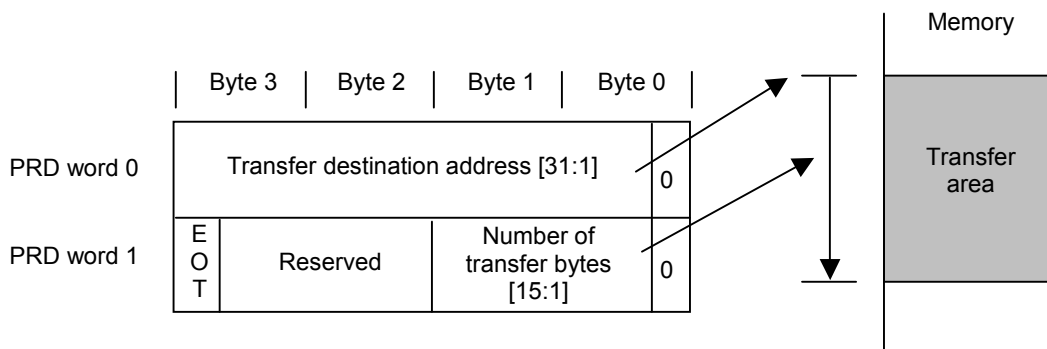 Memory
Byte 3
Byte 2
Byte 1
Byte 0
PRD word 0
Transfer destination address [31:1]
0
Transfer
area
PRD word 1
E
O
T
Reserved
Number of
transfer bytes
[15:1]
0